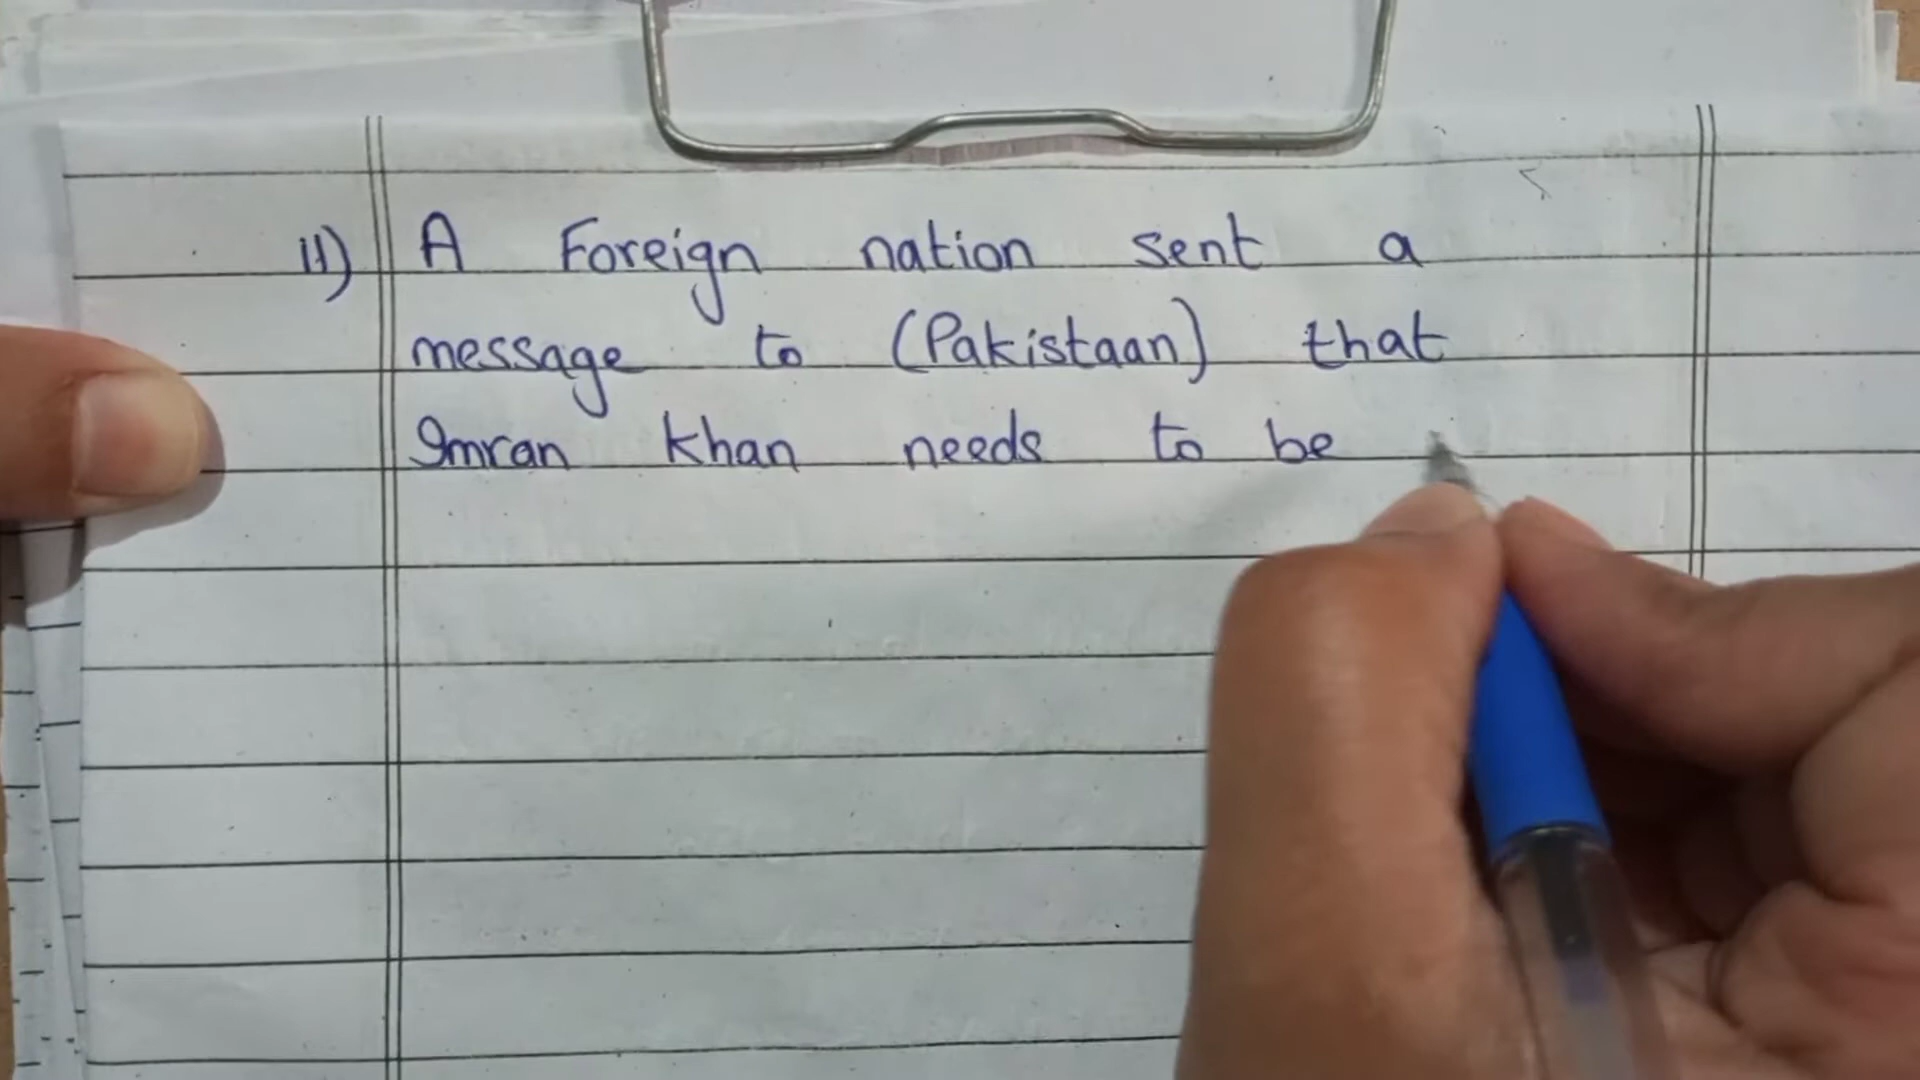 11) A Foreign nation sent a
message to (Pakistaan) that
Imran Khan needs to be